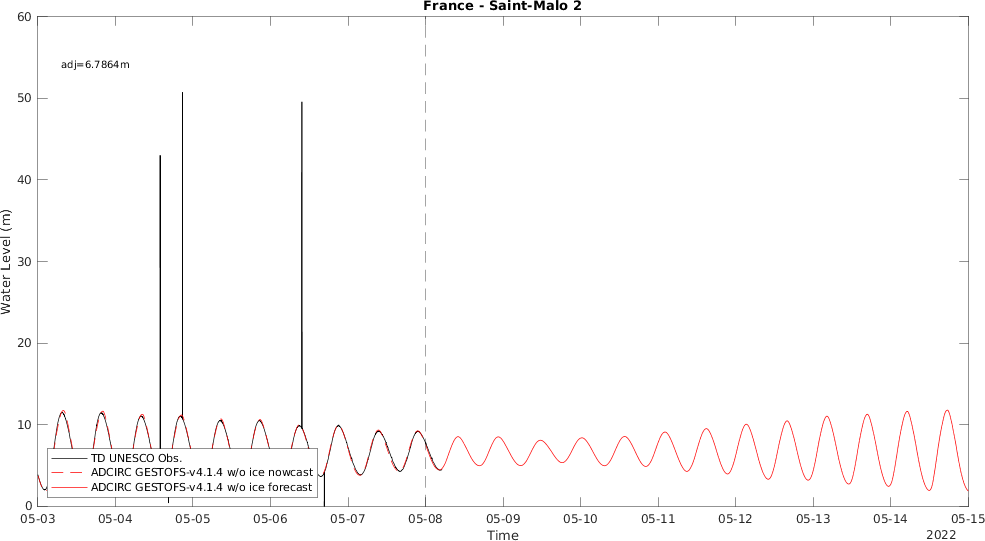 France - Saint-Malo 2
60
50
40
30
20
10
0
Water Level (m)
adj=6.7864m
TD UNESCO Obs.
ADCIRC GESTOFS-v4.1.4 w/o ice nowcast
ADCIRC GESTOFS-v4.1.4 w/o ice forecast
05-03 05-04 05-05 05-06 05-07 05-08 05-09 05-10 05-11 05-12 05-13 05-14 05-15
Time
2022